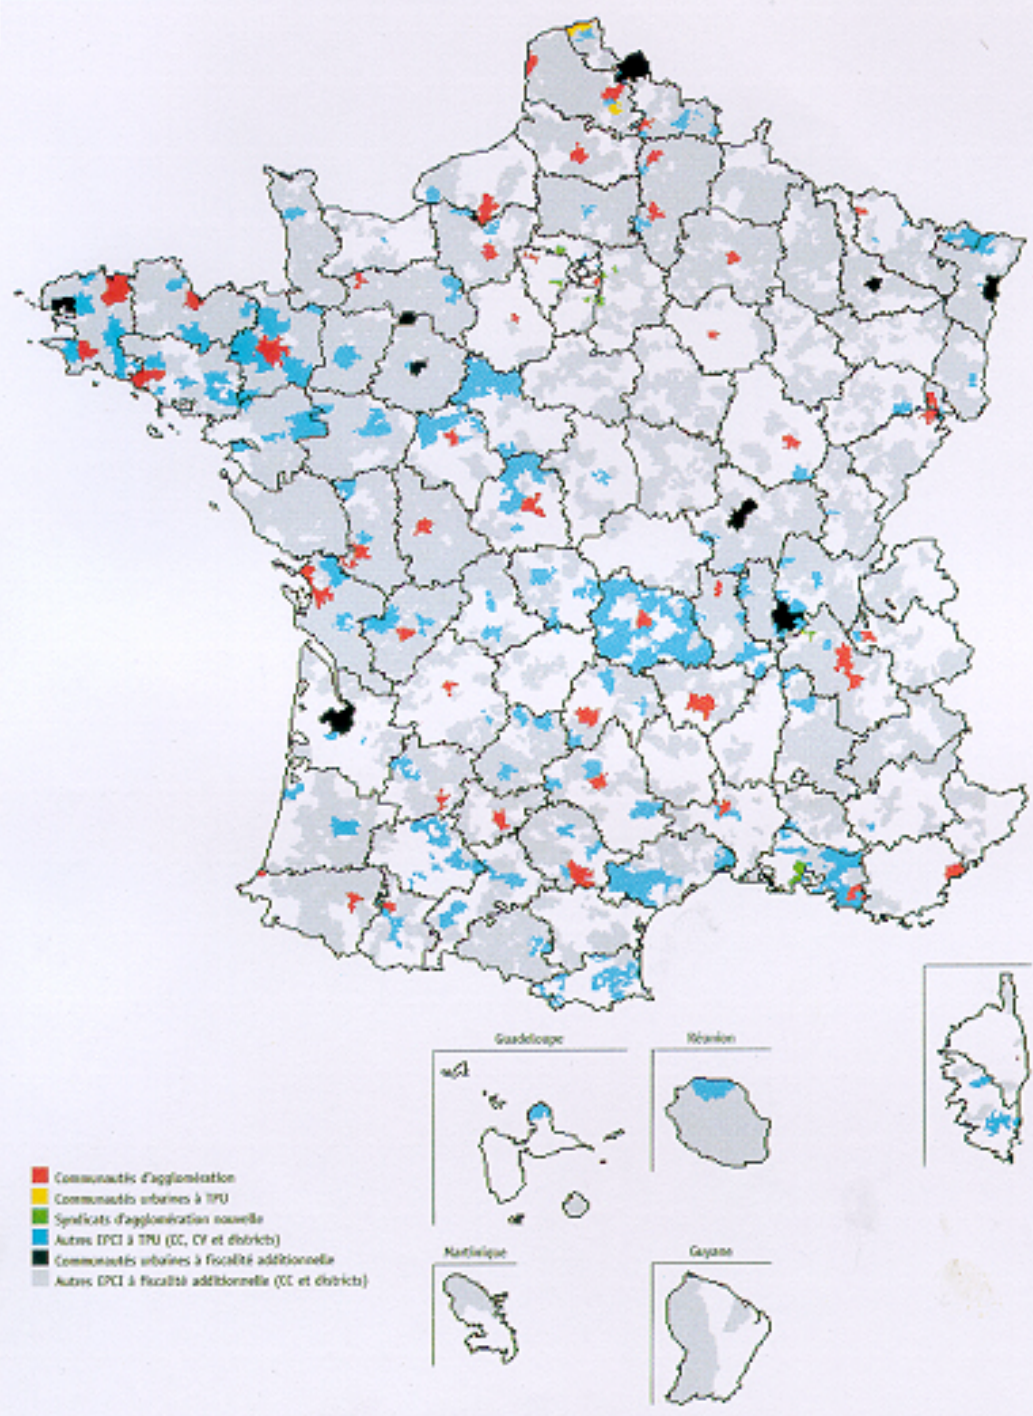 Guadeloupe
Réunion
Communautés d'agglomération
Communautés urbaines à TPU
Syndicats d'agglomération nouvelle
Autres EPCI à TPU (CC, CV et districts)
Communautés urbaines à fiscalité additionnelle
Autres EPCI à fiscalité additionnelle (CC et districts)
Martinique
Guyane